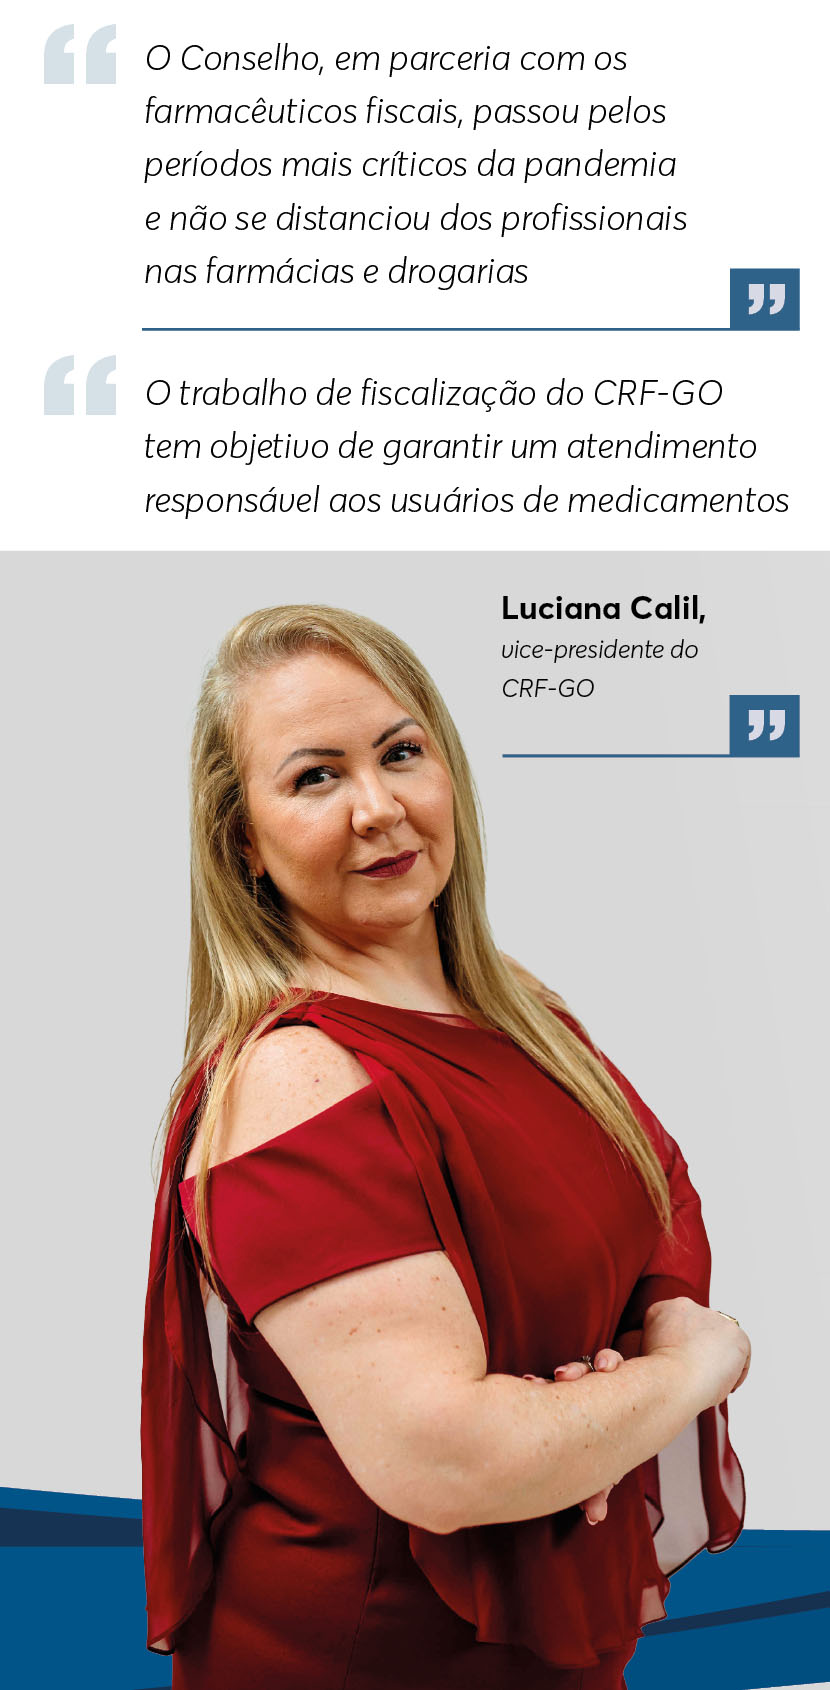 O Conselho, em parceria com os
farmacêuticos fiscais, passou pelos
períodos mais críticos da pandemia
e não se distanciou dos profissionais
nas farmácias e drogarias
O trabalho de fiscalização do CRF-GO
tem objetivo de garantir um atendimento
responsável aos usuários de medicamentos
Luciana Calil,
vice-presidente do
CRF-GO